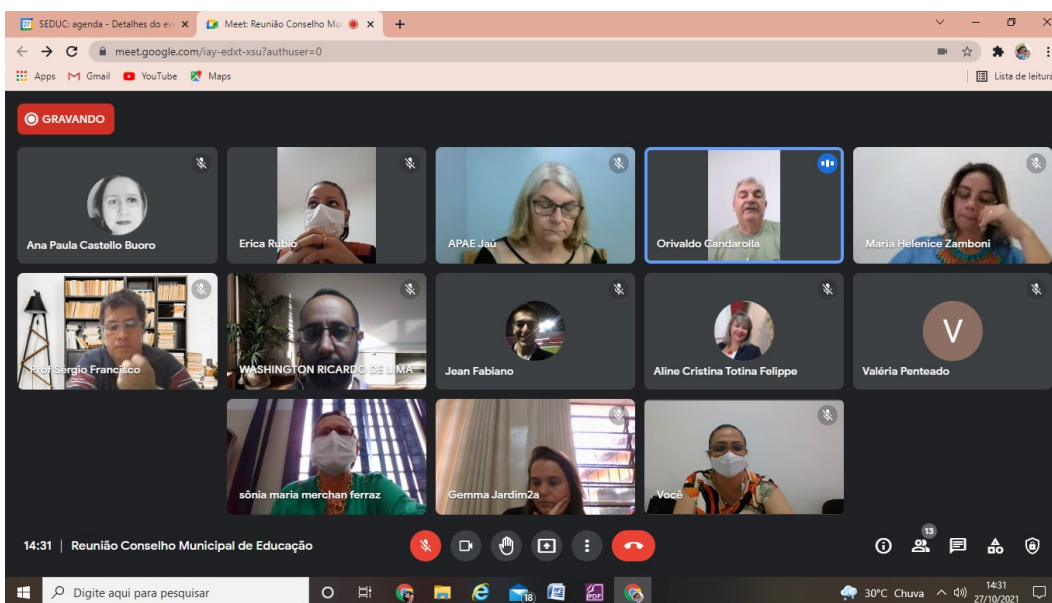 SEDUC: agenda - Detalhes do ev
Meet: Reunião Conselho Mu
meet.google.com/iay-edxt-xsu?authuser=0
Apps Gmail YouTube Maps
Lista de leitura
GRAVANDO
Ana Paula Castello Buoro
Erica Rubio
APAE Jaú
Orivaldo Candarolla
Maria Helenice Zamboni
Prof Sergio Francisco
WASHINGTON RICARDO DE LIMA
Jean Fabiano
Aline Cristina Totina Felippe
V
Valéria Penteado
sônia maria merchan ferraz
Gemma Jardim2a
Você
14:31 | Reunião Conselho Municipal de Educação
13
Digite aqui para pesquisar
18
PDF
30°C Chuva
14:31
27/10/2021